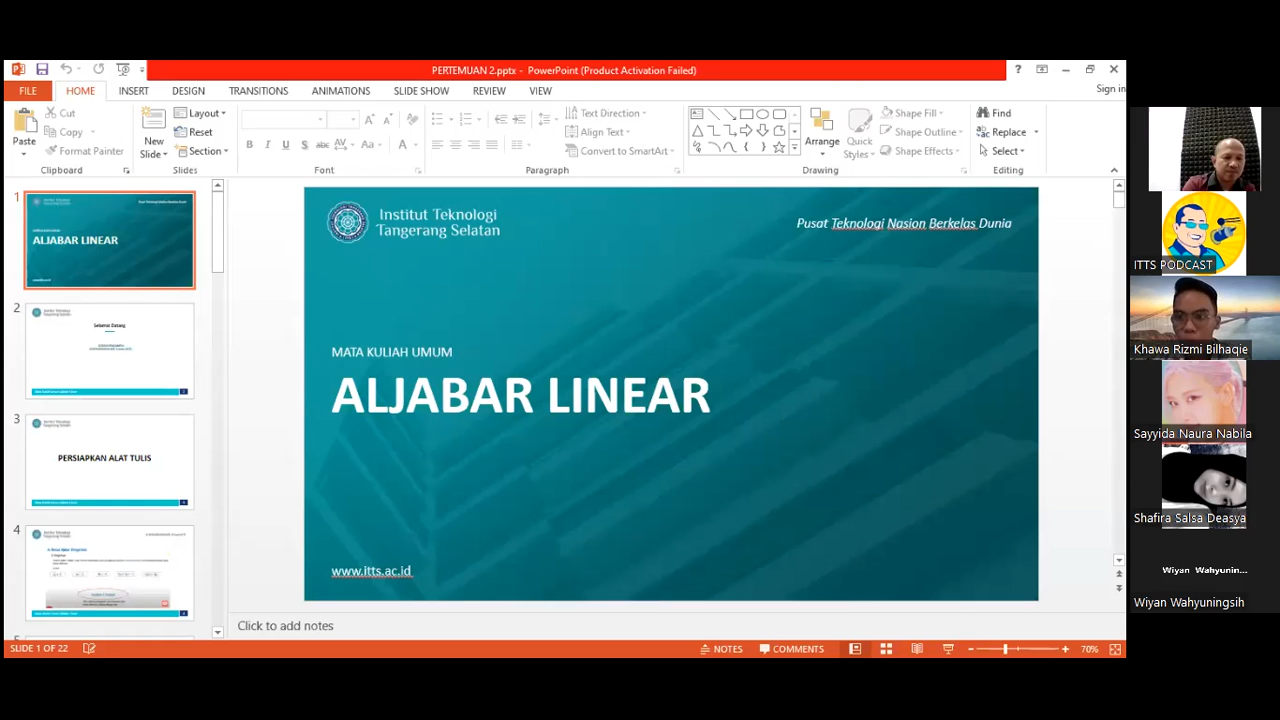 PERTEMUAN 2.pptx - PowerPoint (Product Activation Failed)
FILE
HOME
INSERT
DESIGN
TRANSITIONS
ANIMATIONS
SLIDE SHOW
REVIEW
VIEW
Sign in
Paste
Cut
Copy
Format Painter
Clipboard
New
Slide
Layout
Reset
Section
Slides
Font
Text Direction
Align Text
Convert to SmartArt
Paragraph
Arrange
Quick
Styles
Shape Fill
Shape Outline
Shape Effects
Drawing
Find
Replace
Select
Editing
1
ALJABAR LINEAR
2
Selamat Datang
3
PERSIAPKAN ALAT TULIS
4
Institut Teknologi
Tangerang Selatan
Pusat Teknologi Nasion Berkelas Dunia
MATA KULIAH UMUM
ALJABAR LINEAR
www.itts.ac.id
Click to add notes
SLIDE 1 OF 22
NOTES
COMMENTS
70%
ITTS PODCAST
Khawa Rizmi Bilhaqie
Sayyida Naura Nabila
Shafira Salsa Deasya
Wiyan Wahyunin...
Wiyan Wahyuningsih